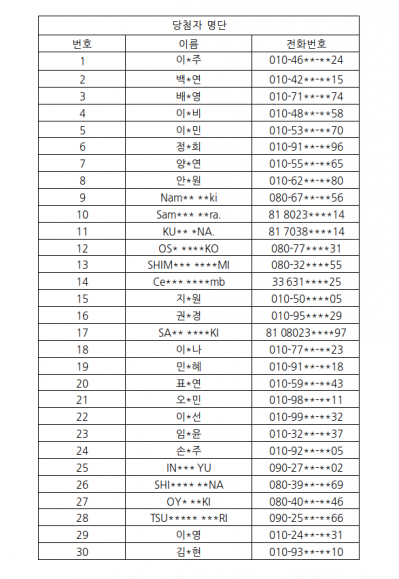 당첨자 명단
번호 이름 전화번호
1 이*주 010-46**-**24
2 백*연 010-42**-**15
3 배*영 010-71**-**74
4 이*비 010-48**-**58
5 이*민 010-53**-**70
6 정*희 010-91**-**96
7 양*연 010-55**-**65
8 안*원 010-62**-**80
9 Nam** **ki 080-67**-**56
10 Sam*** **ra. 81 8023****14
11 KU** *NA. 81 7038****14
12 OS* ****KO 080-77****31
13 SHIM*** ****MI 080-32****55
14 Ce*** ****mb 33 631****25
15 지*원 010-50****05
16 권*경 010-95****29
17 SA** ****KI 81 08023****97
18 이*나 010-77**-**23
19 민*혜 010-91**-**18
20 표*연 010-59**-**43
21 오*민 010-98**-**11
22 이*선 010-99**-**32
23 임*윤 010-32**-**37
24 손*주 010-92**-**05
25 IN*** YU 090-27**-**02
26 SHI**** **NA 080-39**-**69
27 OY* **KI 080-40**-**46
28 TSU***** ***RI 090-25**-**66
29 이*영 010-24**-**31
30 김*현 010-93**-**10